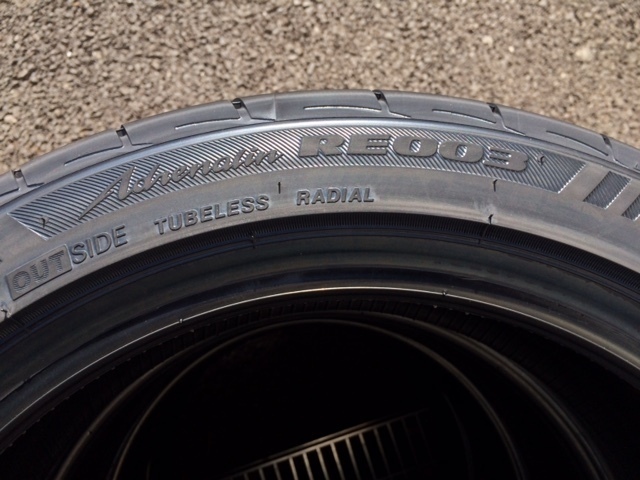 Adrenalin RE003
OUTSIDE TUBELESS RADIAL